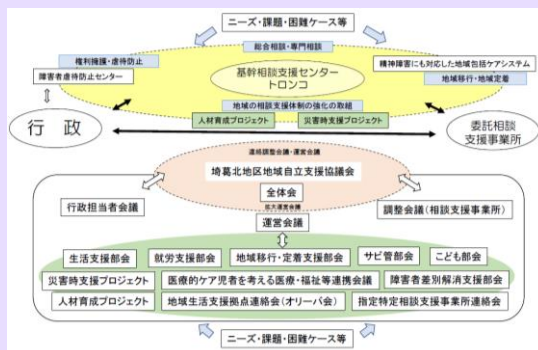 ニーズ・課題・困難ケース等
総合相談・専門相談
権利擁護・虐待防止
障害者虐待防止センター
精神障害にも対応した地域包括ケアシステム
地域移行・地域定着
基幹相談支援センター
トロンコ
地域の相談支援体制の強化の取組
人材育成プロジェクト
災害時支援プロジェクト
行政
委託相談
支援事業所
連絡調整会議・運営会議
埼葛北地区地域自立支援協議会
全体会
拡大運営会議
運営会議
行政担当者会議
調整会議(相談支援事業所)
生活支援部会
就労支援部会
地域移行・定着支援部会
サビ管部会
こども部会
災害時支援プロジェクト
医療的ケア児者を考える医療・福祉等連携会議
障害者差別解消支援部会
人材育成プロジェクト
地域生活支援拠点連絡会(オリーバ会)
指定特定相談支援事業所連絡会
ニーズ・課題・困難ケース等